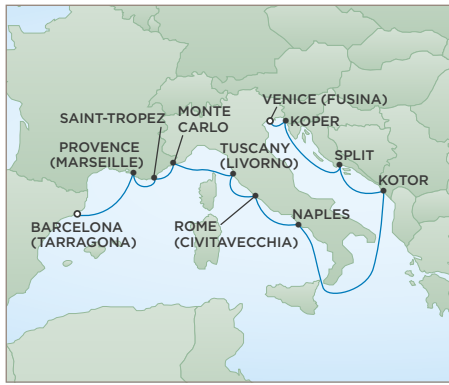 VENICE (FUSINA)
KOPER
SAINT-TROPEZ
MONTE
CARLO
PROVENCE
(MARSEILLE)
TUSCANY
(LIVORNO)
SPLIT
KOTOR
BARCELONA
(TARRAGONA)
ROME
(CIVITAVECCHIA)
NAPLES